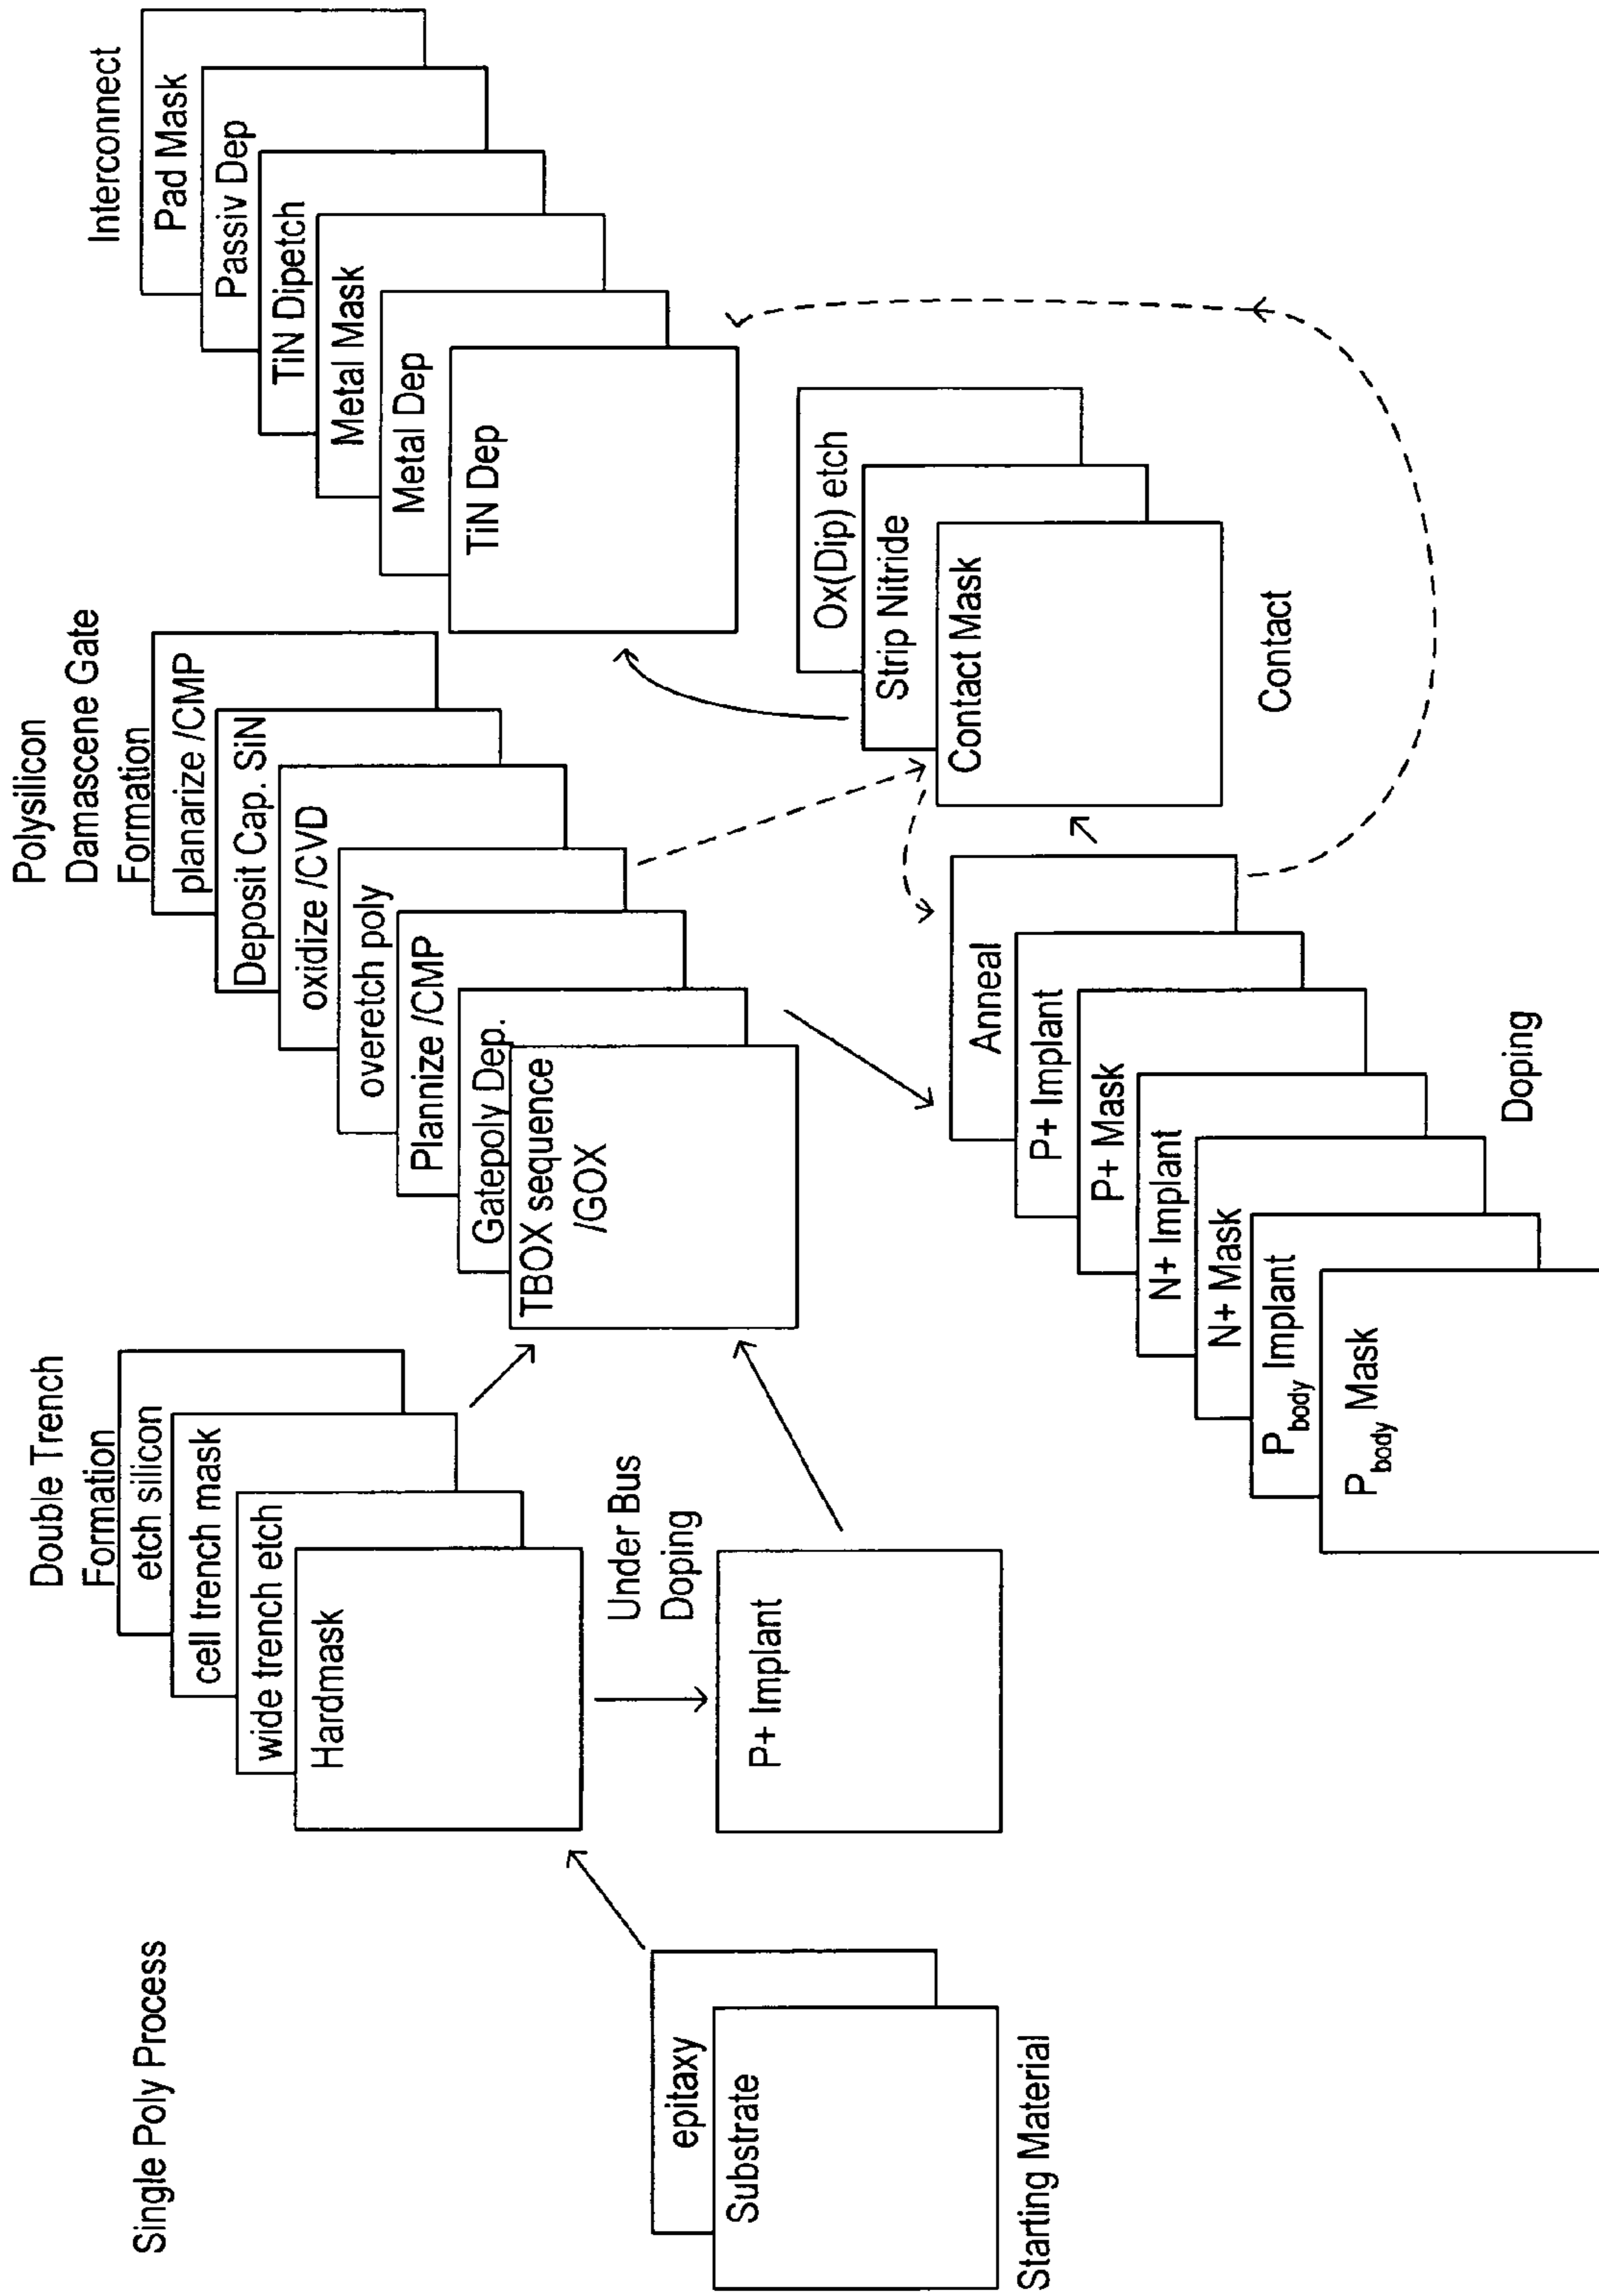 Single Poly Process
epitaxy
Substrate
Starting Material
Double Trench
Formation
etch silicon
cell trench mask
wide trench etch
Hardmask
Under Bus
Doping
P+ Implant
Polysilicon
Damascene Gate
Formation
planarize /CMP
Deposit Cap. SiN
oxidize /CVD
overetch poly
Plannize /CMP
Gatepoly Dep.
TBOX sequence
/GOX
Anneal
P+ Implant
P+ Mask
N+ Implant
N+ Mask
Pbody Implant
Pbody Mask
Doping
Ox(Dip) etch
Strip Nitride
Contact Mask
Contact
Interconnect
Pad Mask
Passiv Dep
TiN Dipetch
Metal Mask
Metal Dep
TiN Dep